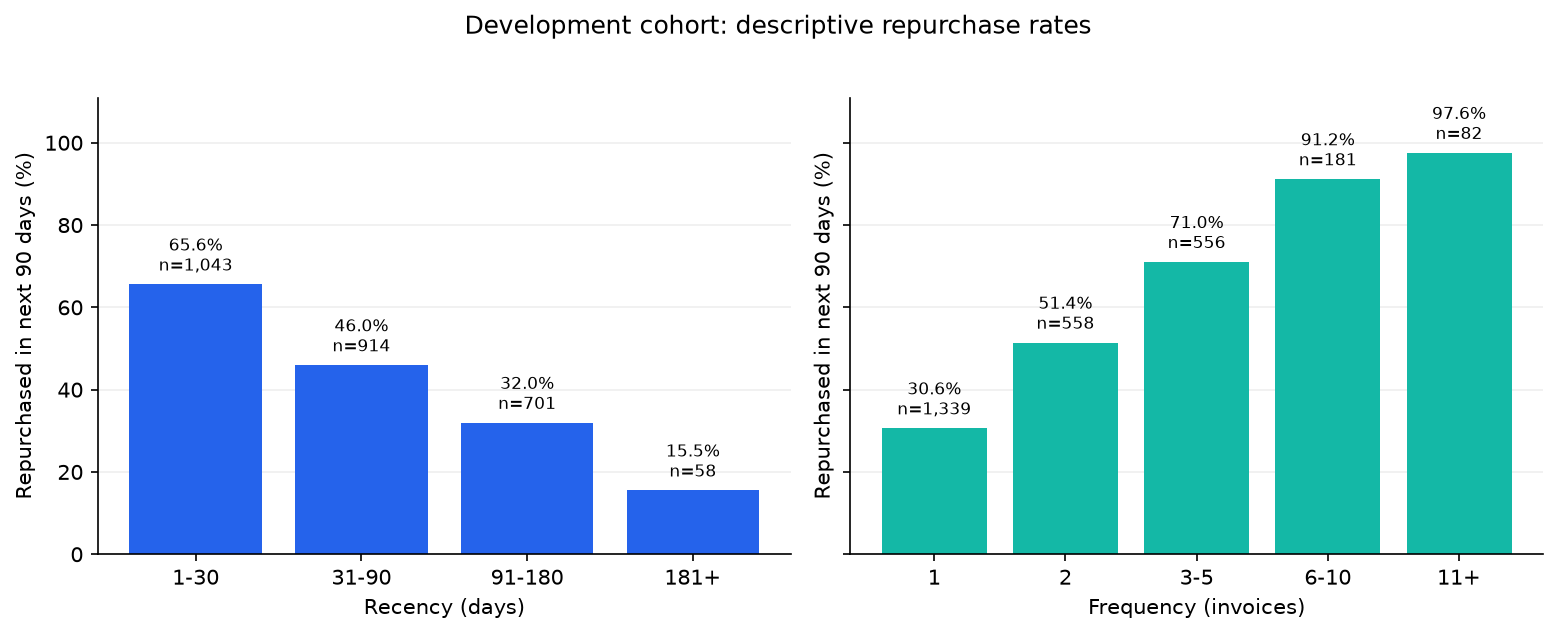 Development cohort: descriptive repurchase rates
Repurchased in next 90 days (%)
100
80
60
40
20
0
65.6%
n=1,043
46.0%
n=914
32.0%
n=701
15.5%
n=58
1-30
31-90
91-180
181+
Recency (days)
Repurchased in next 90 days (%)
30.6%
n=1,339
51.4%
n=558
71.0%
n=556
91.2%
n=181
97.6%
n=82
1
2
3-5
6-10
11+
Frequency (invoices)